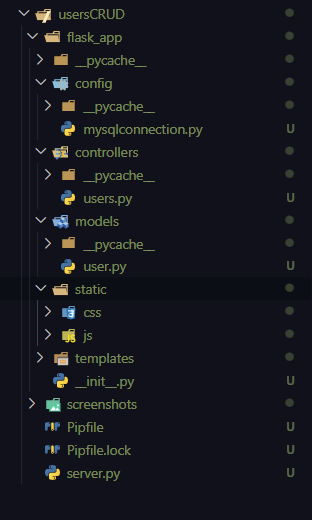 usersCRUD
flask_app
__pycache__
config
__pycache__
mysqlconnection.py U
controllers
__pycache__
users.py U
models
__pycache__
user.py U
static
css
js
templates
__init__.py U
screenshots
Pipfile U
Pipfile.lock U
server.py U